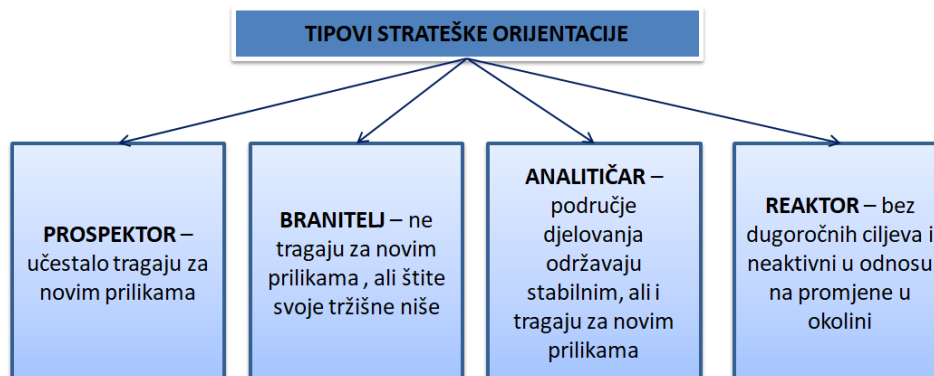 TIPOVI STRATEŠKE ORIJENTACIJE
PROSPEKTOR –
učestalo tragaju za
novim prilikama
BRANITELJ – ne
tragaju za novim
prilikama , ali štite
svoje tržišne niše
ANALITIČAR –
područje
djelovanja
održavaju
stabilnim, ali i
tragaju za novim
prilikama
REAKTOR – bez
dugoročnih ciljeva i
neaktivni u odnosu
na promjene u
okolini